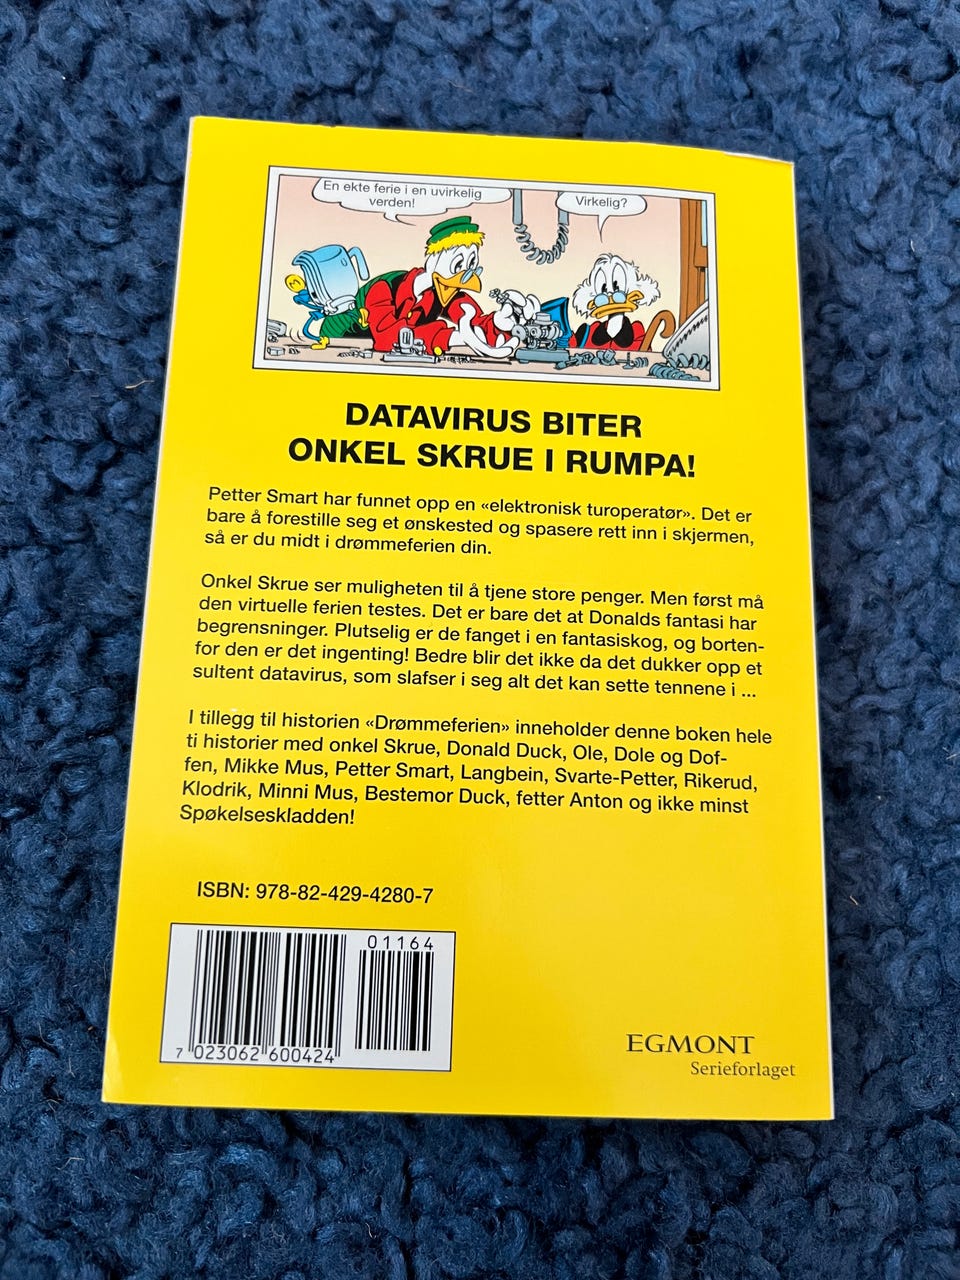 En ekte ferie i en uvirkelig
verden!
Virkelig?
DATAVIRUS BITER
ONKEL SKRUE I RUMPA!
Petter Smart har funnet opp en «elektronisk turoperatør». Det er
bare å forestille seg et ønskested og spasere rett inn i skjermen,
så er du midt i drømmeferien din.
Onkel Skrue ser muligheten til å tjene store penger. Men først må
den virtuelle ferien testes. Det er bare det at Donalds fantasi har
begrensninger. Plutselig er de fanget i en fantasiskog, og borten-
for den er det ingenting! Bedre blir det ikke da det dukker opp et
sultent datavirus, som slafser i seg alt det kan sette tennene i ...
I tillegg til historien «Drømmeferien» inneholder denne boken hele
ti historier med onkel Skrue, Donald Duck, Ole, Dole og Dof-
fen, Mikke Mus, Petter Smart, Langbein, Svarte-Petter, Rikerud,
Klodrik, Minni Mus, Bestemor Duck, fetter Anton og ikke minst
Spøkelseskladden!
ISBN: 978-82-429-4280-7
01164
7 023062 600424
EGMONT
Serieforlaget